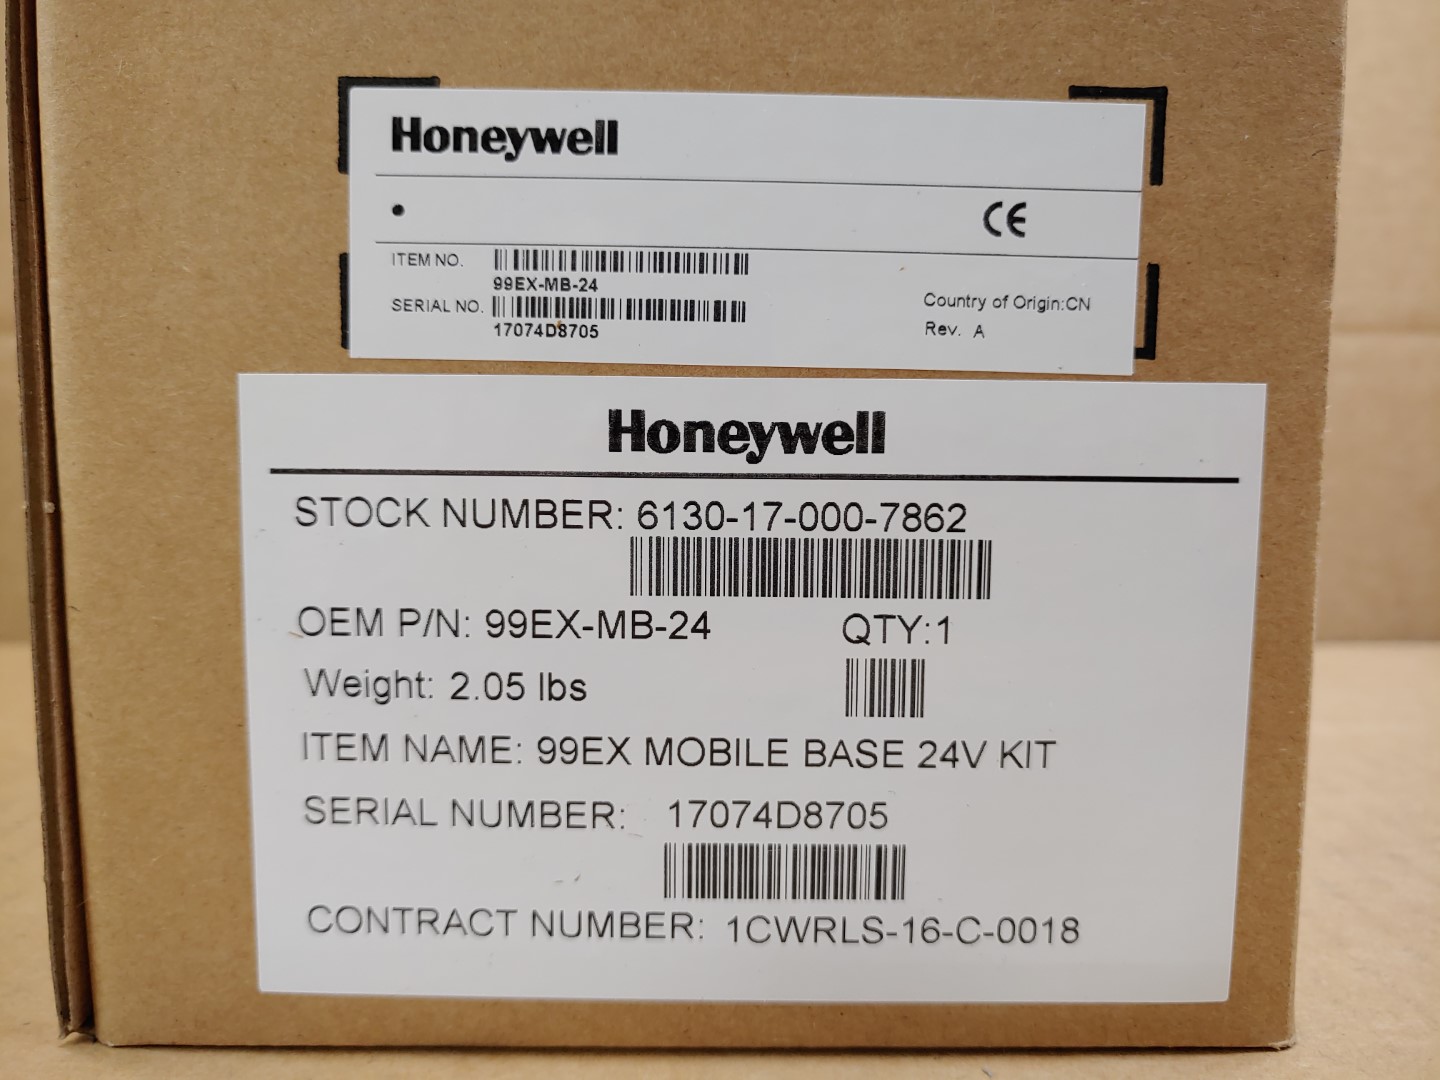 Honeywell
CE
ITEM NO.
99EX-MB-24
SERIAL NO.
17074D8705
Country of Origin:CN
Rev. A
Honeywell
STOCK NUMBER: 6130-17-000-7862
OEM P/N: 99EX-MB-24 QTY:1
Weight: 2.05 lbs
ITEM NAME: 99EX MOBILE BASE 24V KIT
SERIAL NUMBER: 17074D8705
CONTRACT NUMBER: 1CWRLS-16-C-0018